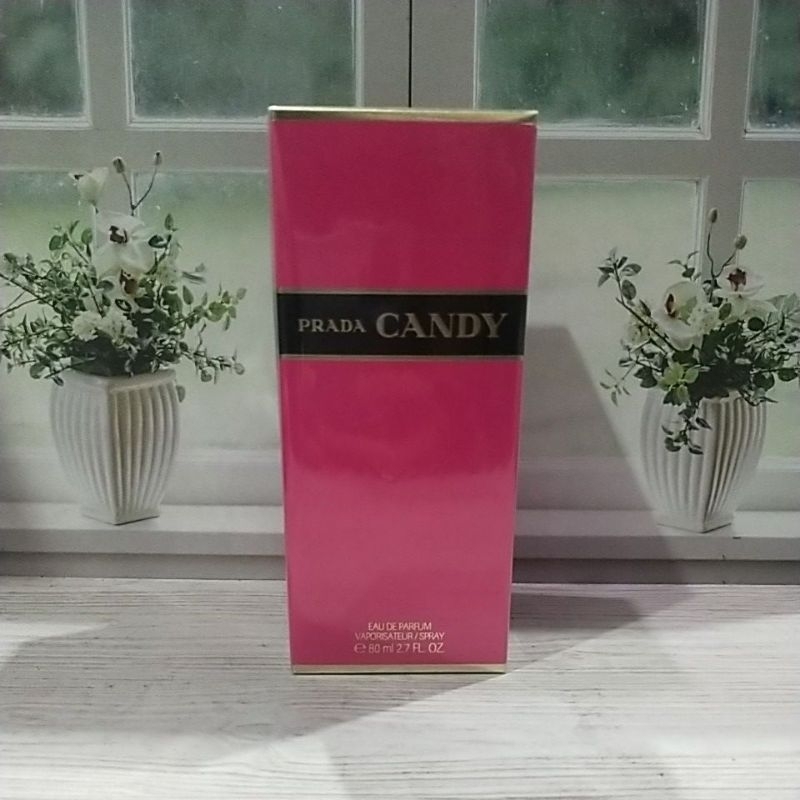 PRADA CANDY
EAU DE PARFUM
VAPORISATEUR / SPRAY
℮ 80 ml 2.7 FL. OZ